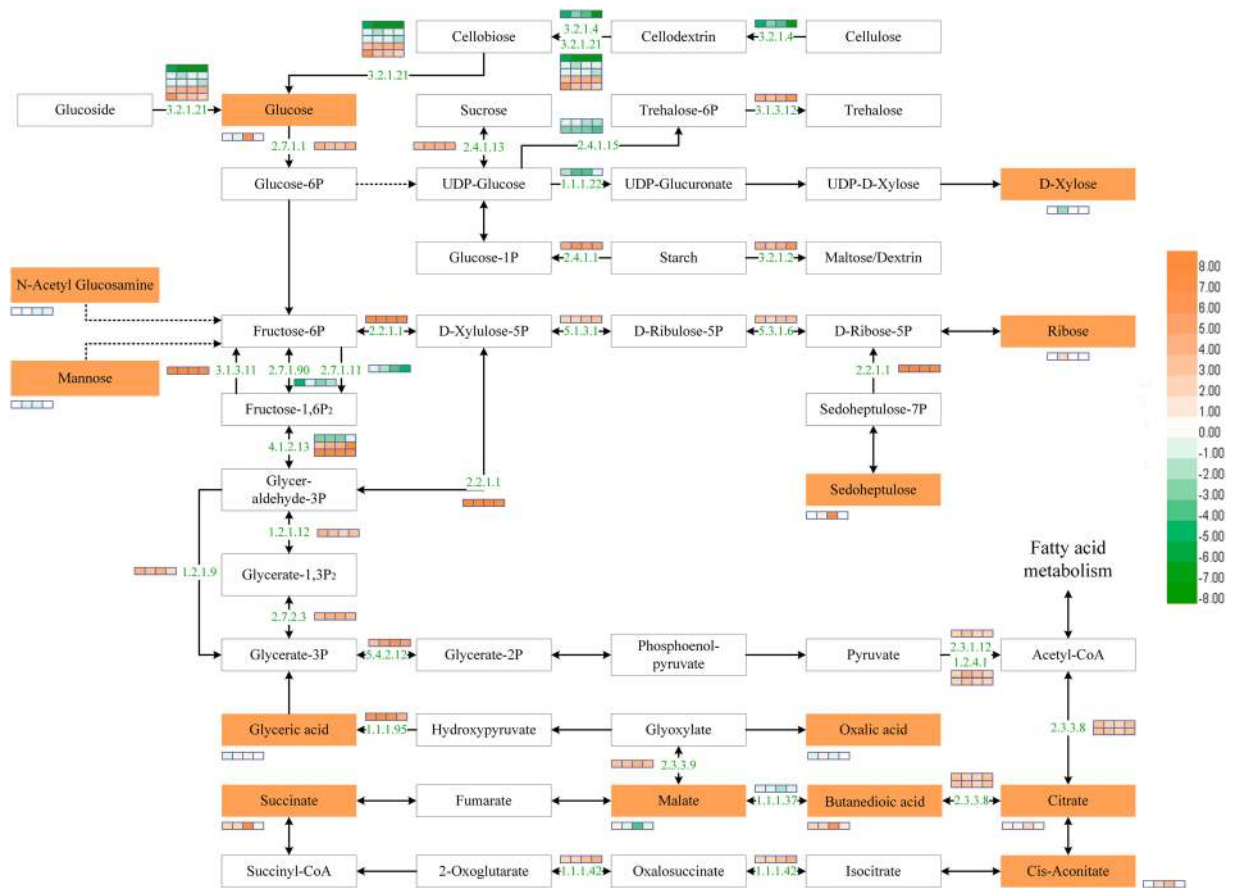 3.2.1.4
3.2.1.21
Cellobiose
Cellodextrin
3.2.1.4
Cellulose
3.2.1.21
Glucoside
3.2.1.21
Glucose
Sucrose
Trehalose-6P
3.1.3.12
Trehalose
2.7.1.1
2.4.1.13
2.4.1.15
Glucose-6P
UDP-Glucose
1.1.1.22
UDP-Glucuronate
UDP-D-Xylose
D-Xylose
Glucose-1P
2.4.1.1
Starch
3.2.1.2
Maltose/Dextrin
N-Acetyl Glucosamine
8.00
7.00
6.00
5.00
4.00
3.00
2.00
1.00
0.00
-1.00
-2.00
-3.00
-4.00
-5.00
-6.00
-7.00
-8.00
Fructose-6P
2.2.1.1
D-Xylulose-5P
5.1.3.1
D-Ribulose-5P
5.3.1.6
D-Ribose-5P
Ribose
Mannose
3.1.3.11
2.7.1.90
2.7.1.11
2.2.1.1
Fructose-1,6P2
Sedoheptulose-7P
4.1.2.13
Glycer-
aldehyde-3P
2.2.1.1
Sedoheptulose
1.2.1.12
1.2.1.9
Glycerate-1,3P2
Fatty acid
metabolism
2.7.2.3
Glycerate-3P
5.4.2.12
Glycerate-2P
Phosphoenol-
pyruvate
Pyruvate
2.3.1.12
1.2.4.1
Acetyl-CoA
Glyceric acid
1.1.1.95
Hydroxypyruvate
Glyoxylate
Oxalic acid
2.3.3.8
2.3.3.9
Succinate
Fumarate
Malate
1.1.1.37
Butanedioic acid
2.3.3.8
Citrate
Succinyl-CoA
2-Oxoglutarate
1.1.1.42
Oxalosuccinate
1.1.1.42
Isocitrate
Cis-Aconitate